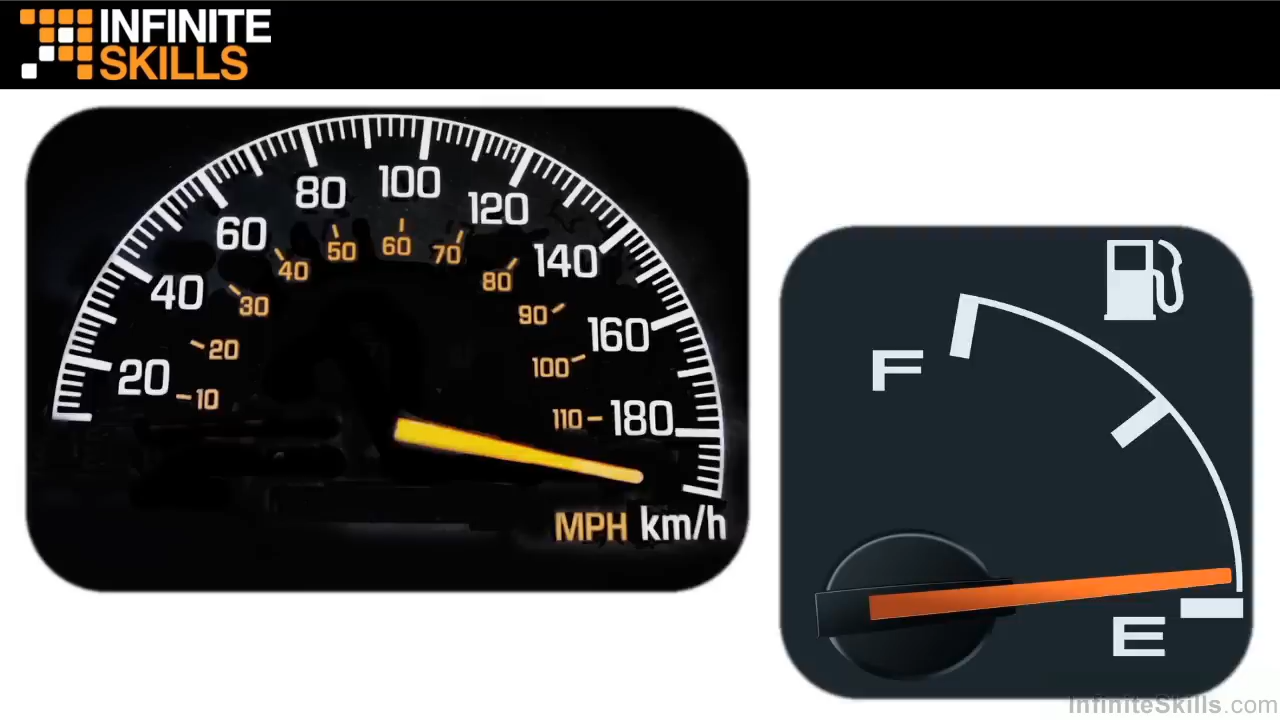 INFINITE
SKILLS
80 100 120
60 140
40 160
20 180
50 60 70
40 80
30 90
20 100
10 110
MPH km/h
F
E
InfiniteSkills.com